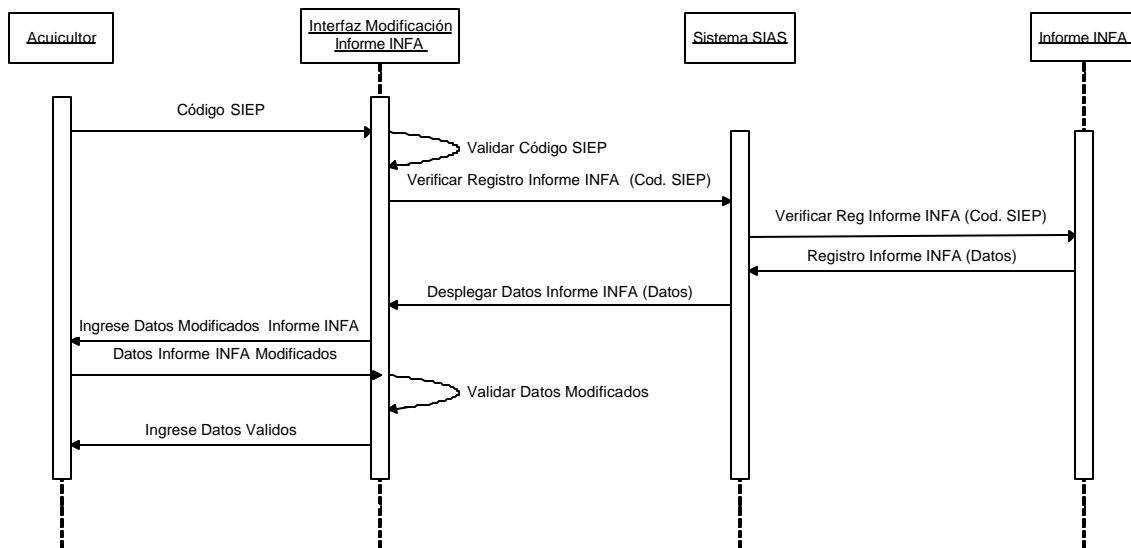 Acuicultor
Interfaz Modificación
Informe INFA
Sistema SIAS
Informe INFA
Código SIEP
Validar Código SIEP
Verificar Registro Informe INFA (Cod. SIEP)
Verificar Reg Informe INFA (Cod. SIEP)
Registro Informe INFA (Datos)
Desplegar Datos Informe INFA (Datos)
Ingrese Datos Modificados Informe INFA
Datos Informe INFA Modificados
Validar Datos Modificados
Ingrese Datos Validos